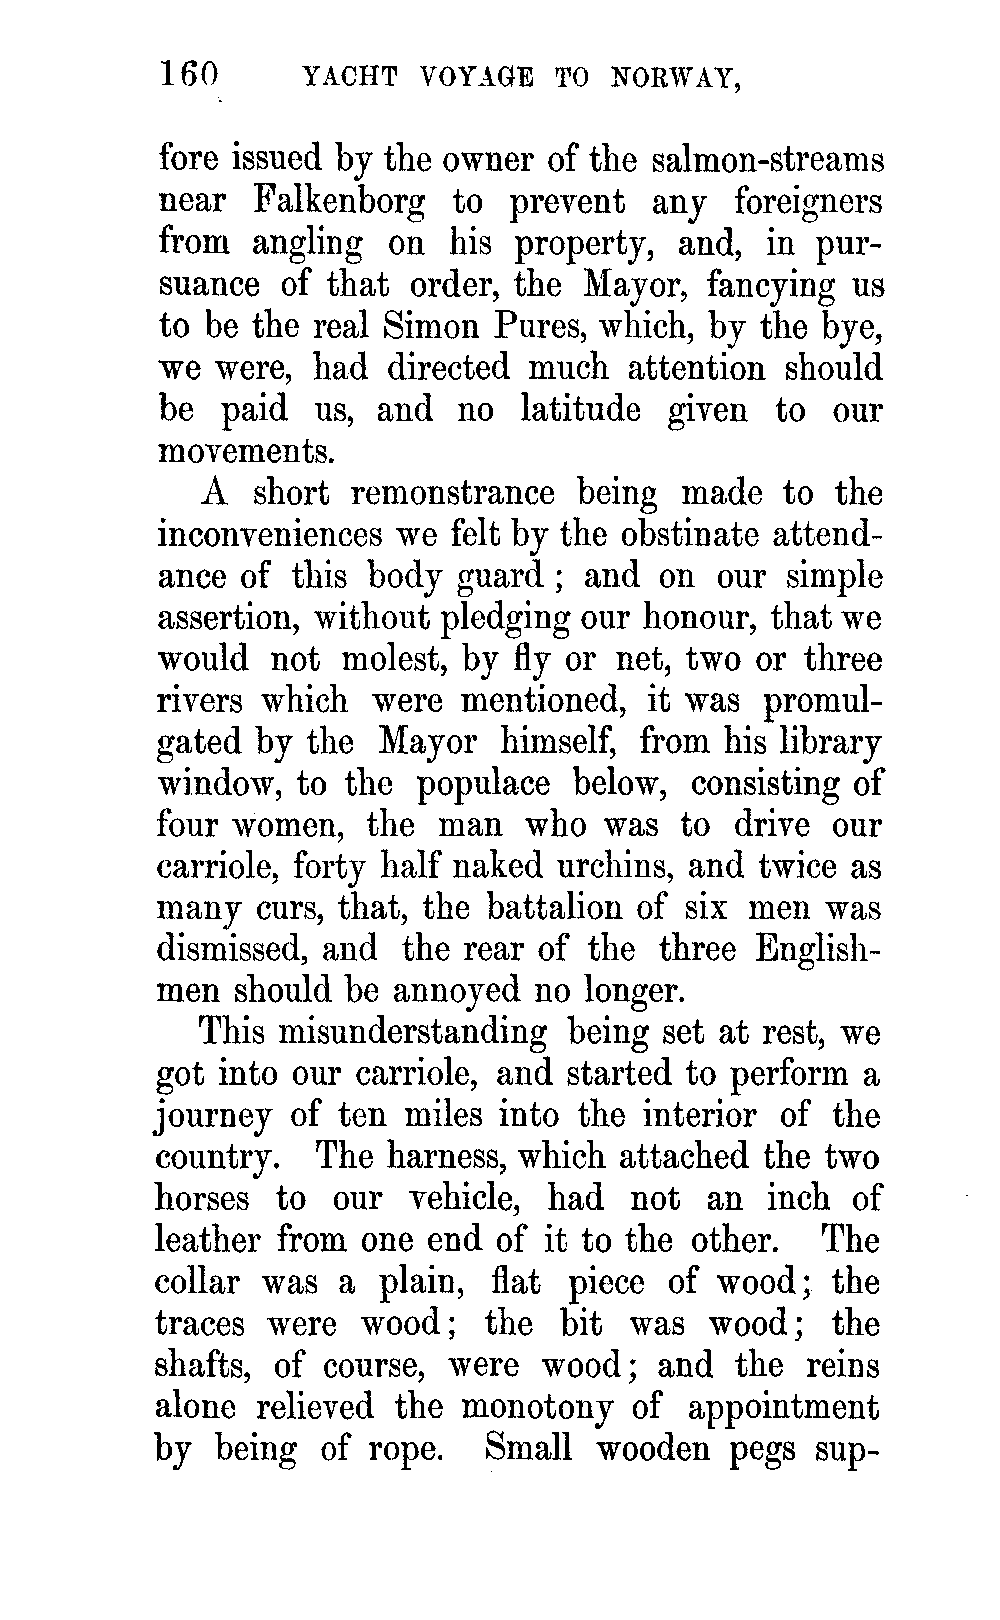 160 YACHT VOYAGE TO NORWAY,
fore issued by the owner of the salmon-streams
near Falkenborg to prevent any foreigners
from angling on his property, and, in pur-
suance of that order, the Mayor, fancying us
to be the real Simon Pures, which, by the bye,
we were, had directed much attention should
be paid us, and no latitude given to our
movements.
A short remonstrance being made to the
inconveniences we felt by the obstinate attend-
ance of this body guard ; and on our simple
assertion, without pledging our honour, that we
would not molest, by fly or net, two or three
rivers which were mentioned, it was promul-
gated by the Mayor himself, from his library
window, to the populace below, consisting of
four women, the man who was to drive our
carriole, forty half naked urchins, and twice as
many curs, that, the battalion of six men was
dismissed, and the rear of the three English-
men should be annoyed no longer.
This misunderstanding being set at rest, we
got into our carriole, and started to perform a
journey of ten miles into the interior of the
country. The harness, which attached the two
horses to our vehicle, had not an inch of
leather from one end of it to the other. The
collar was a plain, flat piece of wood; the
traces were wood; the bit was wood; the
shafts, of course, were wood; and the reins
alone relieved the monotony of appointment
by being of rope. Small wooden pegs sup-